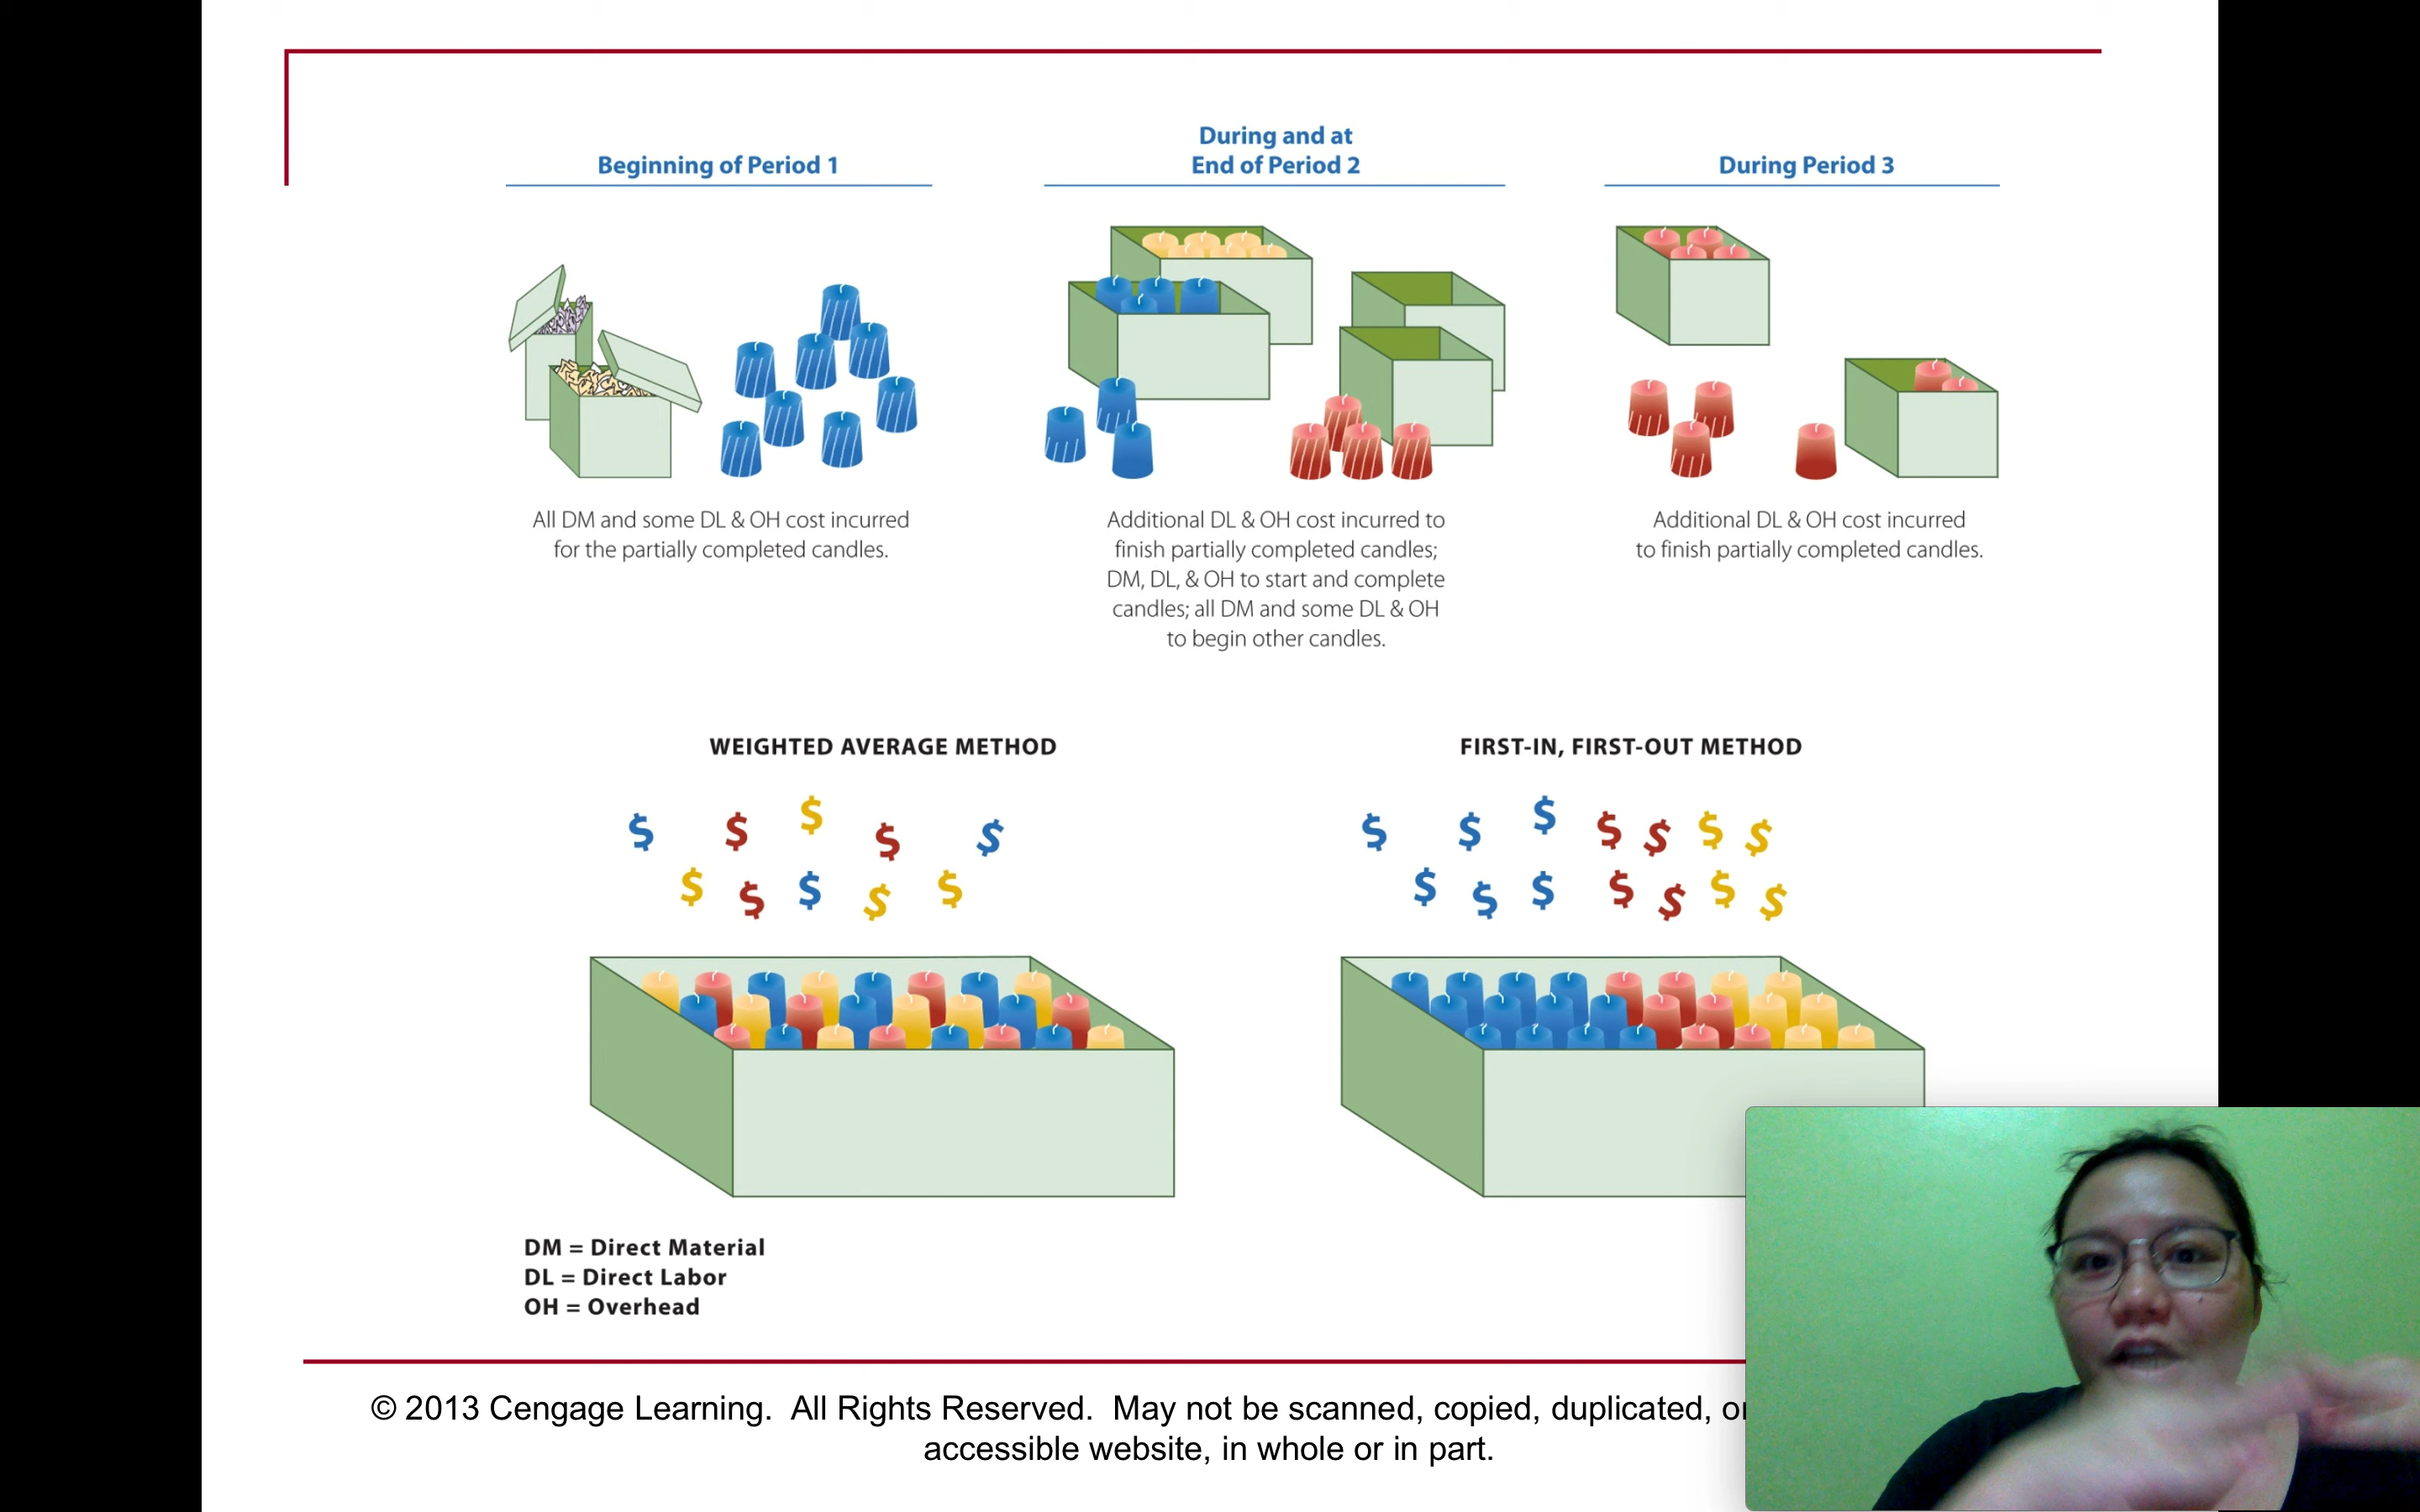 Beginning of Period 1
During and at
End of Period 2
During Period 3
All DM and some DL & OH cost incurred
for the partially completed candles.
Additional DL & OH cost incurred to
finish partially completed candles;
DM, DL, & OH to start and complete
candles; all DM and some DL & OH
to begin other candles.
Additional DL & OH cost incurred
to finish partially completed candles.
WEIGHTED AVERAGE METHOD
FIRST-IN, FIRST-OUT METHOD
$ $ $ $ $
$ $ $ $ $
$ $ $ $ $ $ $
$ $ $ $ $ $ $
DM = Direct Material
DL = Direct Labor
OH = Overhead
© 2013 Cengage Learning. All Rights Reserved. May not be scanned, copied, duplicated,
accessible website, in whole or in part.